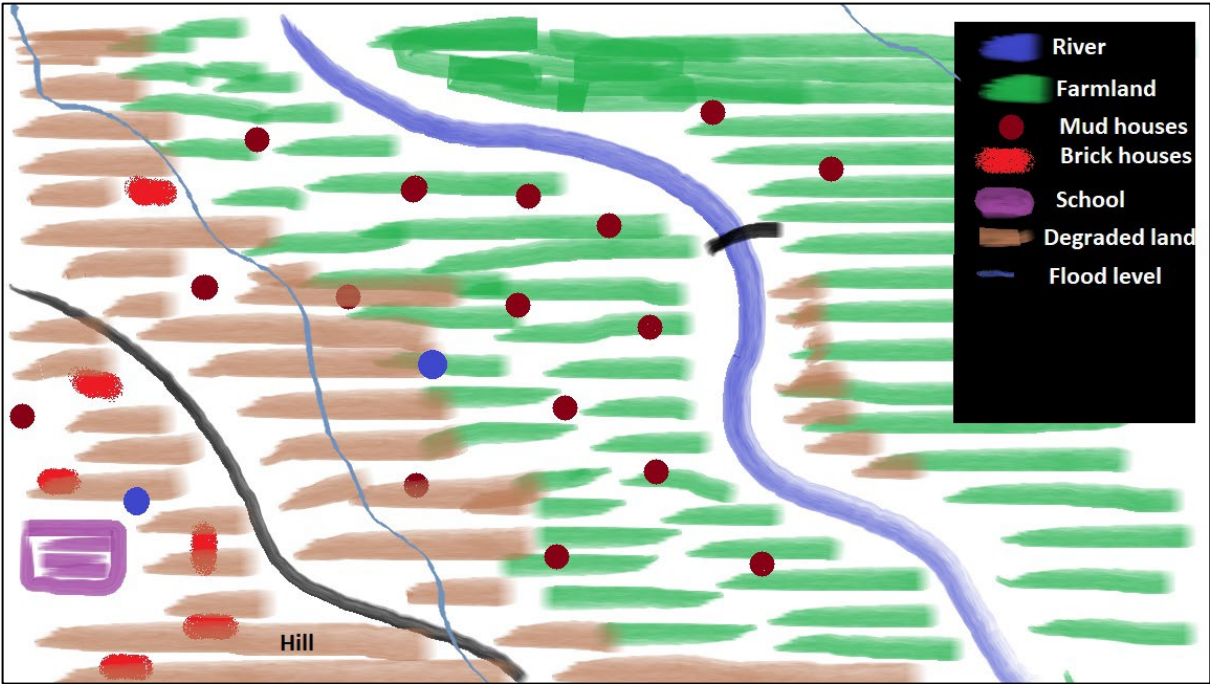 River
Farmland
Mud houses
Brick houses
School
Degraded land
Flood level
Hill